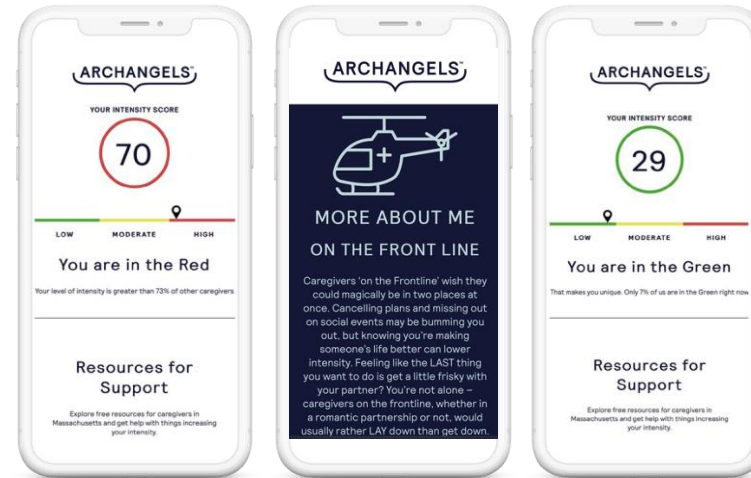 ARCHANGELS™
YOUR INTENSITY SCORE
70
LOW MODERATE HIGH
You are in the Red
Your level of intensity is greater than 73% of other caregivers
Resources for
Support
Explore free resources for caregivers in
Massachusetts and get help with things increasing
your intensity.
ARCHANGELS™
MORE ABOUT ME
ON THE FRONT LINE
Caregivers 'on the Frontline' wish they
could magically be in two places at
once. Cancelling plans and missing out
on social events may be bumming you
out, but knowing you're making
someone's life better can lower
intensity. Feeling like the LAST thing
you want to do is get a little frisky with
your partner? You're not alone –
caregivers on the frontline, whether in
a romantic partnership or not, would
usually rather LAY down than get down.
ARCHANGELS™
YOUR INTENSITY SCORE
29
LOW MODERATE HIGH
You are in the Green
That makes you unique. Only 7% of us are in the Green right now
Resources for
Support
Explore free resources for caregivers in
Massachusetts and get help with things increasing
your intensity.